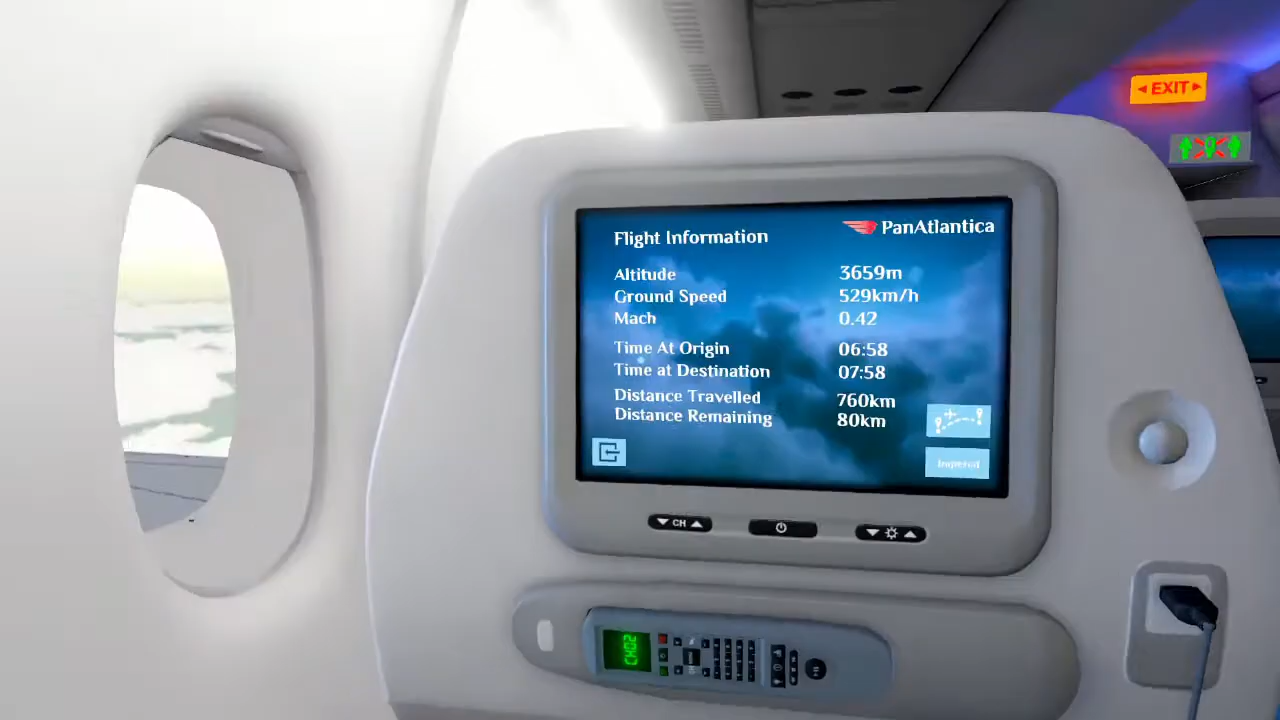 EXIT
Flight Information
PanAtlantica
Altitude 3659m
Ground Speed 529km/h
Mach 0.42
Time At Origin 06:58
Time at Destination 07:58
Distance Travelled 760km
Distance Remaining 80km
Imperial
CH
CH02